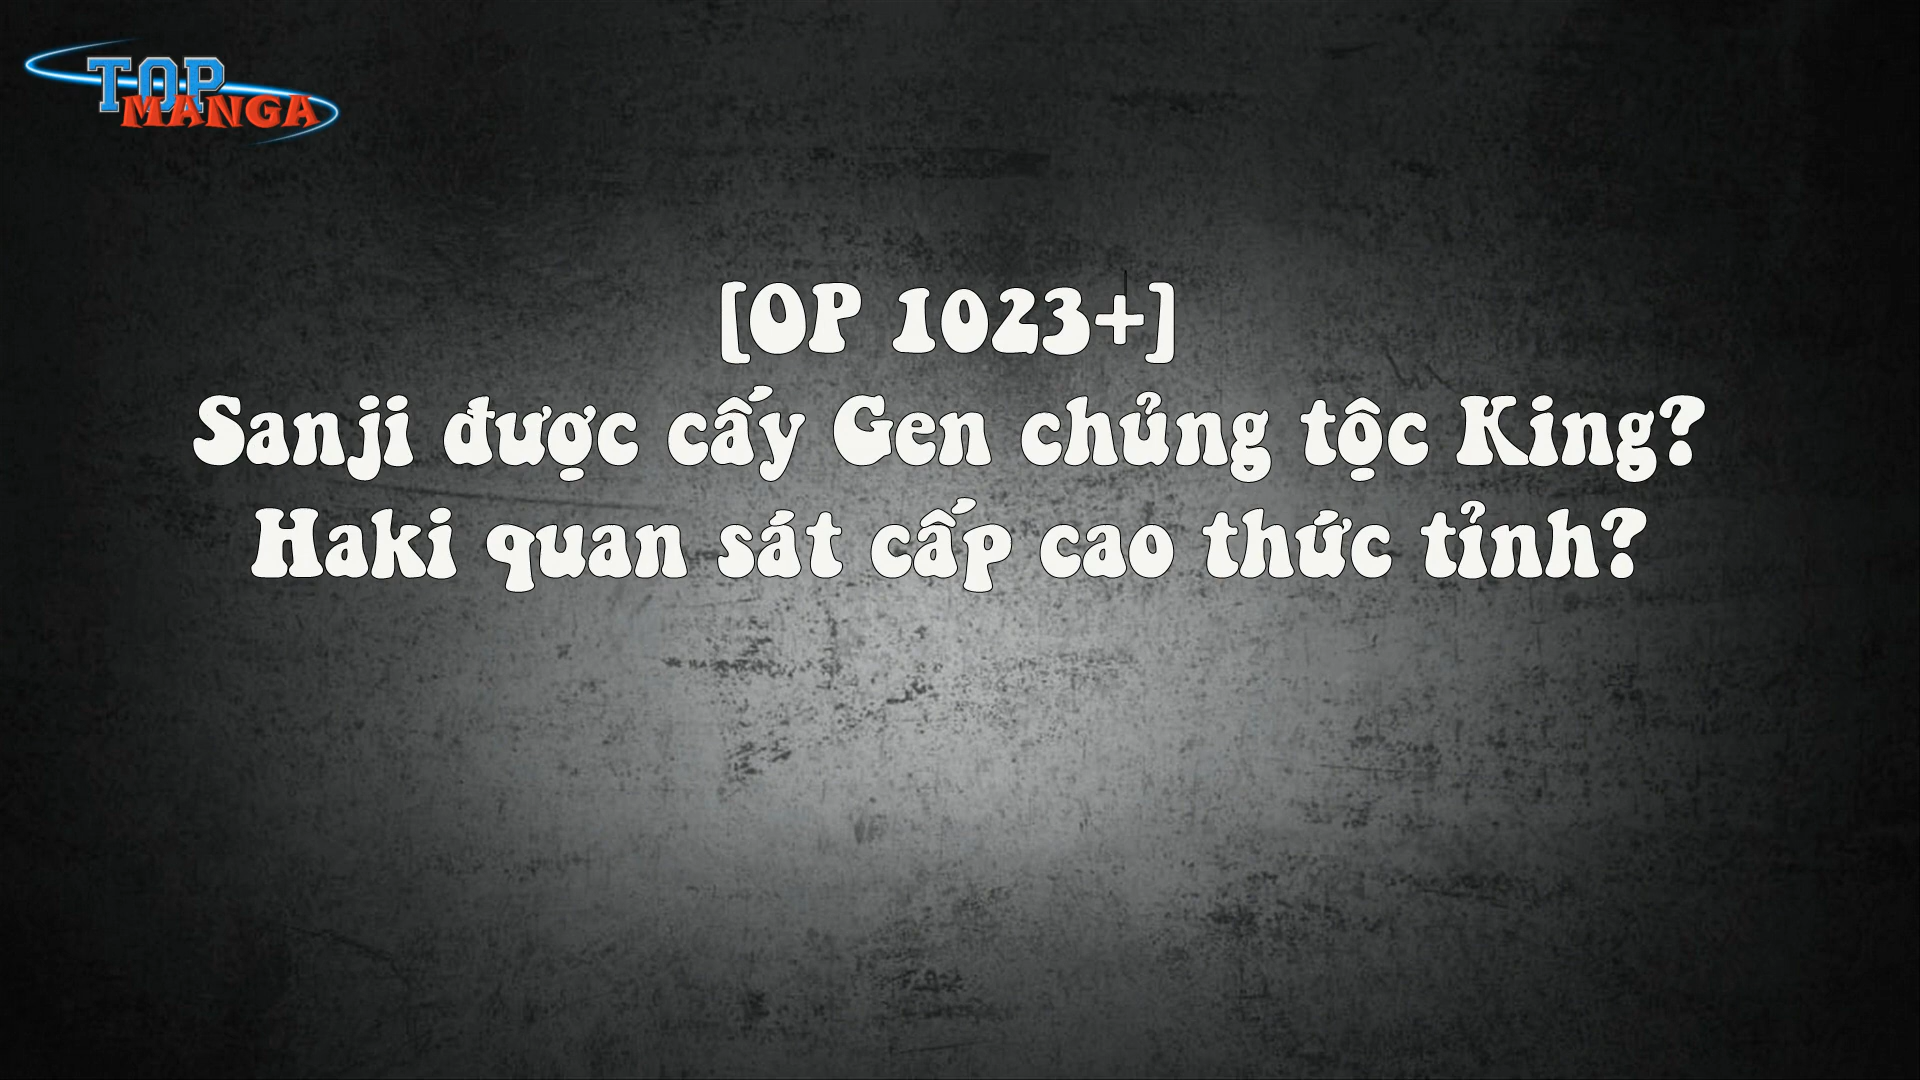 TOP
MANGA
[OP 1023+]
Sanji được cấy Gen chủng tộc King?
Haki quan sát cấp cao thức tỉnh?